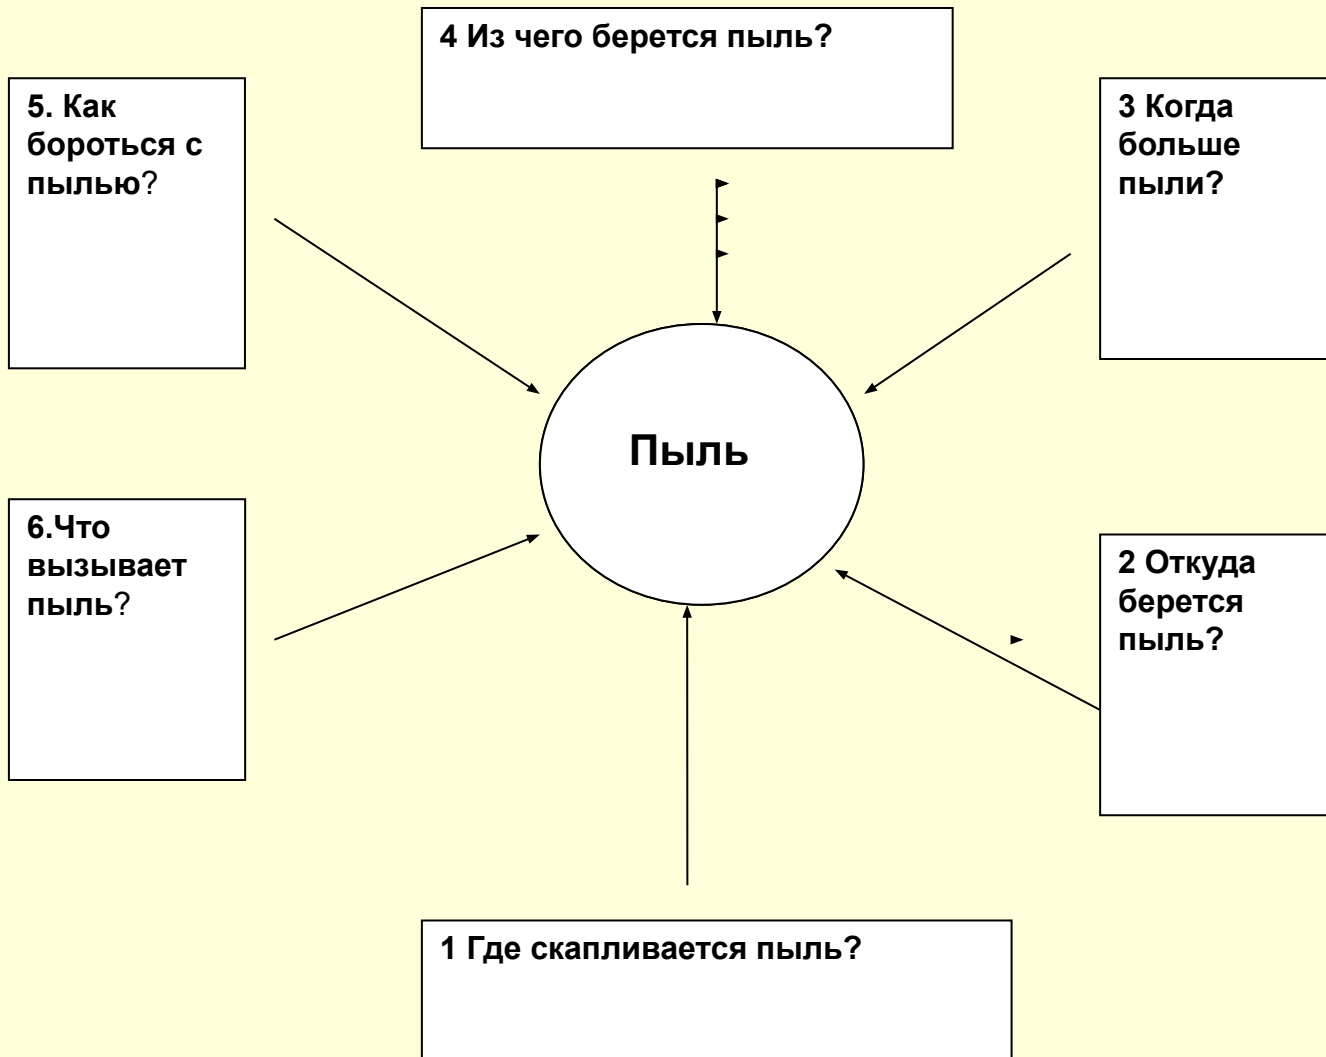 4 Из чего берется пыль?
5. Как
бороться с
пылью?
3 Когда
больше
пыли?
Пыль
6.Что
вызывает
пыль?
2 Откуда
берется
пыль?
1 Где скапливается пыль?